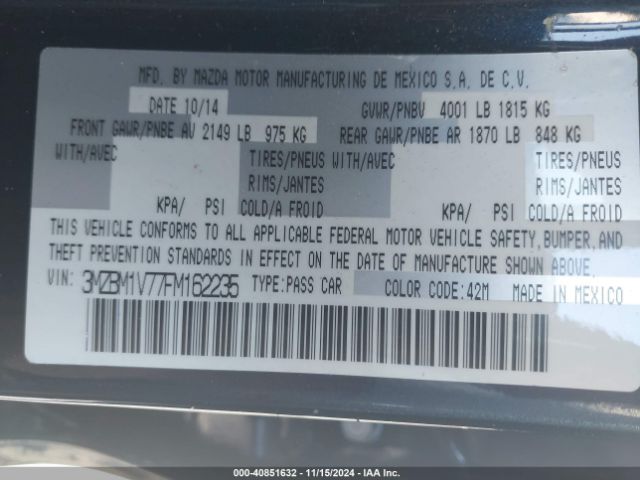 MFD. BY MAZDA MOTOR MANUFACTURING DE MEXICO S.A. DE C.V.
DATE 10/14 GVWR/PNBV 4001 LB 1815 KG
FRONT GAWR/PNBE AV 2149 LB 975 KG REAR GAWR/PNBE AR 1870 LB 848 KG
WITH/AVEC TIRES/PNEUS WITH/AVEC TIRES/PNEUS
RIMS/JANTES RIMS/JANTES
KPA/ PSI COLD/A FROID KPA/ PSI COLD/A FROID
THIS VEHICLE CONFORMS TO ALL APPLICABLE FEDERAL MOTOR VEHICLE SAFETY, BUMPER, AND
THEFT PREVENTION STANDARDS IN EFFECT ON THE DATE OF MANUFACTURE SHOWN ABOVE.
VIN: 3MZBM1V77FM162235 TYPE:PASS CAR COLOR CODE:42M MADE IN MEXICO
000-40851632 - 11/15/2024 - IAA Inc.